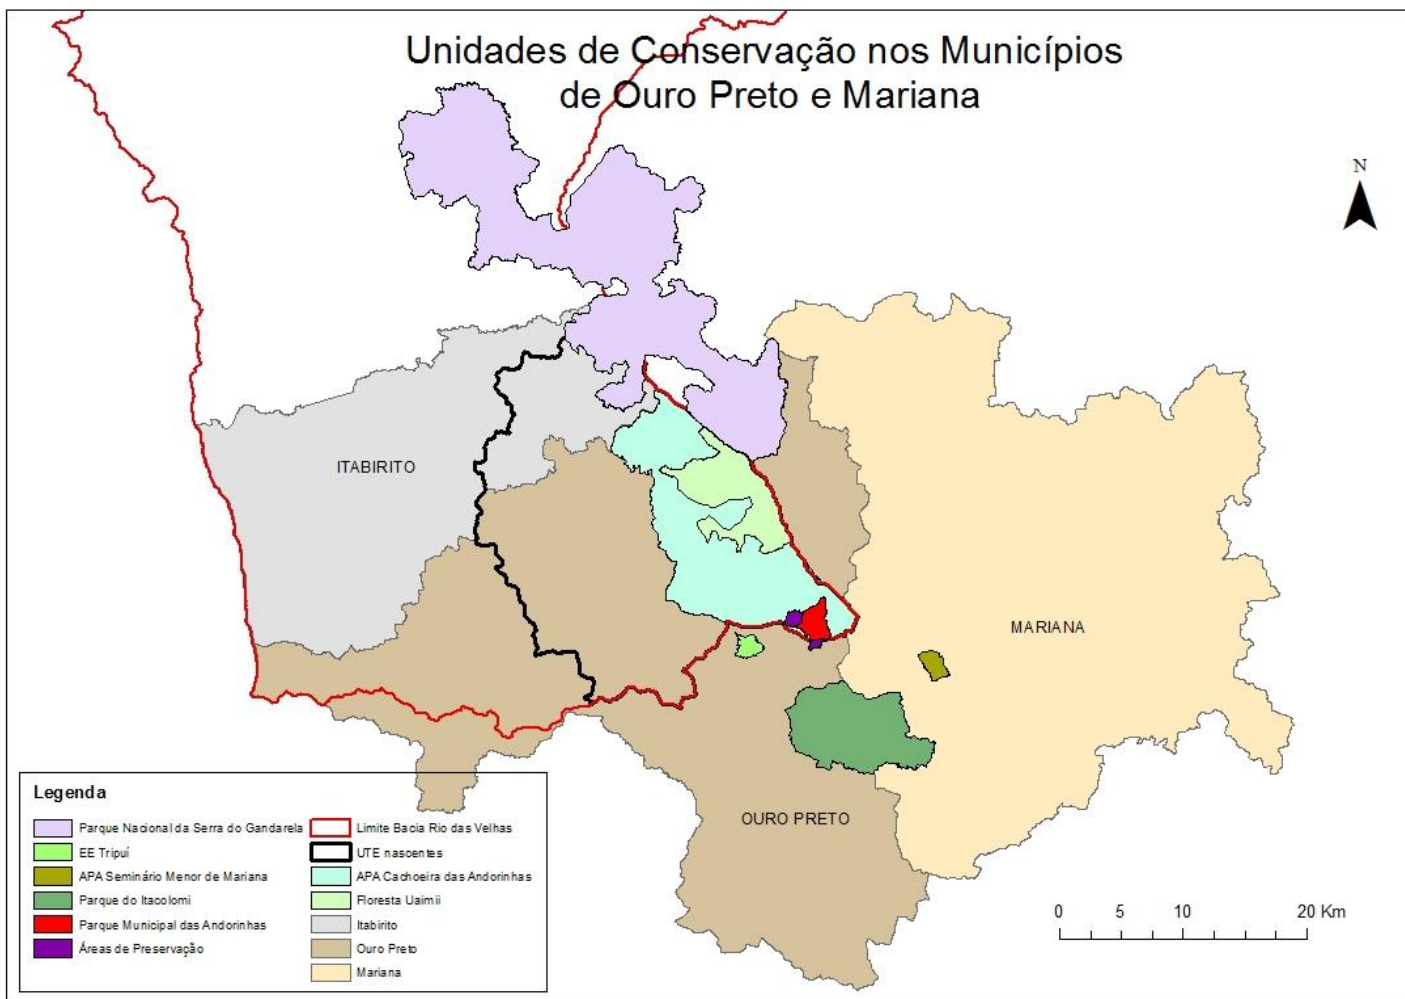 Unidades de Conservação nos Municípios
de Ouro Preto e Mariana
N
ITABIRITO
MARIANA
OURO PRETO
Legenda
Parque Nacional da Serra do Gandarela
EE Tripuí
APA Seminário Menor de Mariana
Parque do Itacolomi
Parque Municipal das Andorinhas
Áreas de Preservação
Limite Bacia Rio das Velhas
UTE nascentes
APA Cachoeira das Andorinhas
Floresta Uaimii
Itabirito
Ouro Preto
Mariana
0 5 10 20 Km